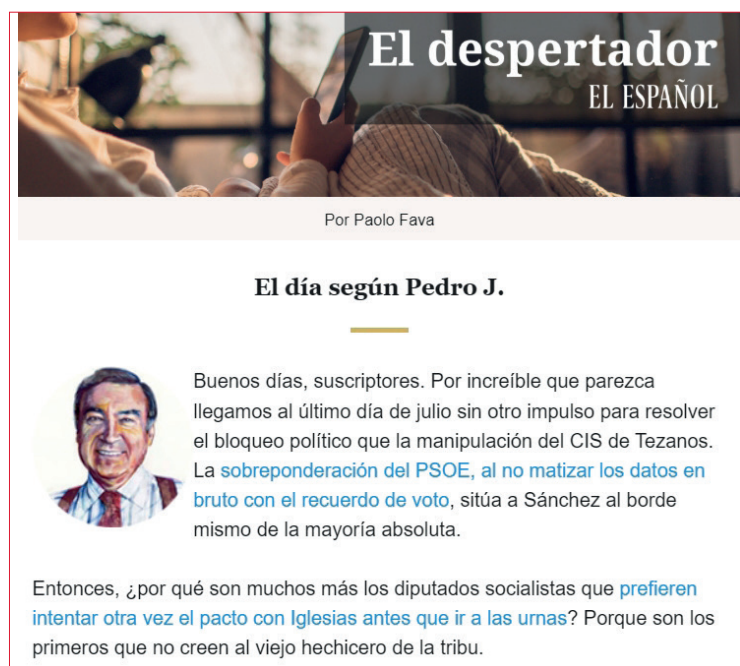 El despertador
EL ESPAÑOL
Por Paolo Fava
El día según Pedro J.
Buenos días, suscriptores. Por increíble que parezca
llegamos al último día de julio sin otro impulso para resolver
el bloqueo político que la manipulación del CIS de Tezanos.
La sobreponderación del PSOE, al no matizar los datos en
bruto con el recuerdo de voto, sitúa a Sánchez al borde
mismo de la mayoría absoluta.
Entonces, ¿por qué son muchos más los diputados socialistas que prefieren
intentar otra vez el pacto con Iglesias antes que ir a las urnas? Porque son los
primeros que no creen al viejo hechicero de la tribu.